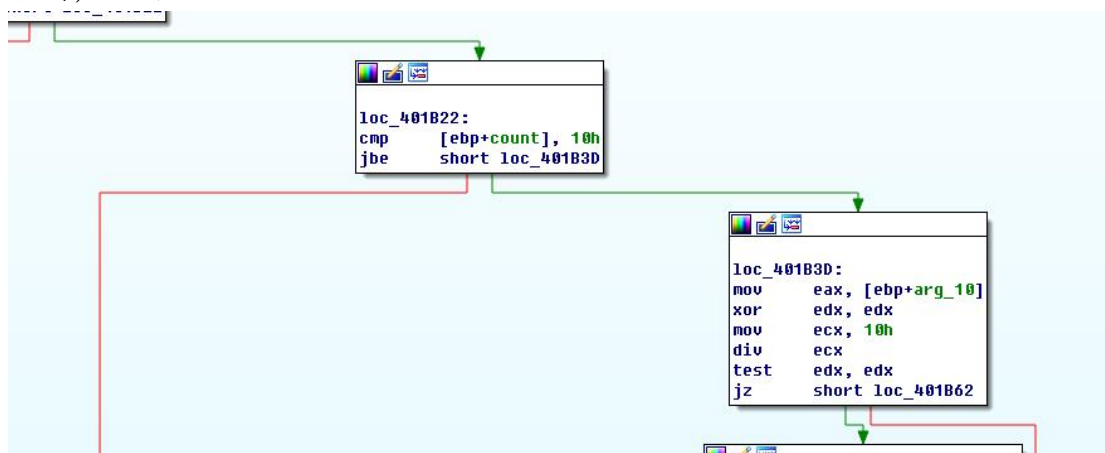 loc_401B22:
cmp [ebp+count], 10h
jbe short loc_401B3D
loc_401B3D:
mov eax, [ebp+arg_10]
xor edx, edx
mov ecx, 10h
div ecx
test edx, edx
jz short loc_401B62